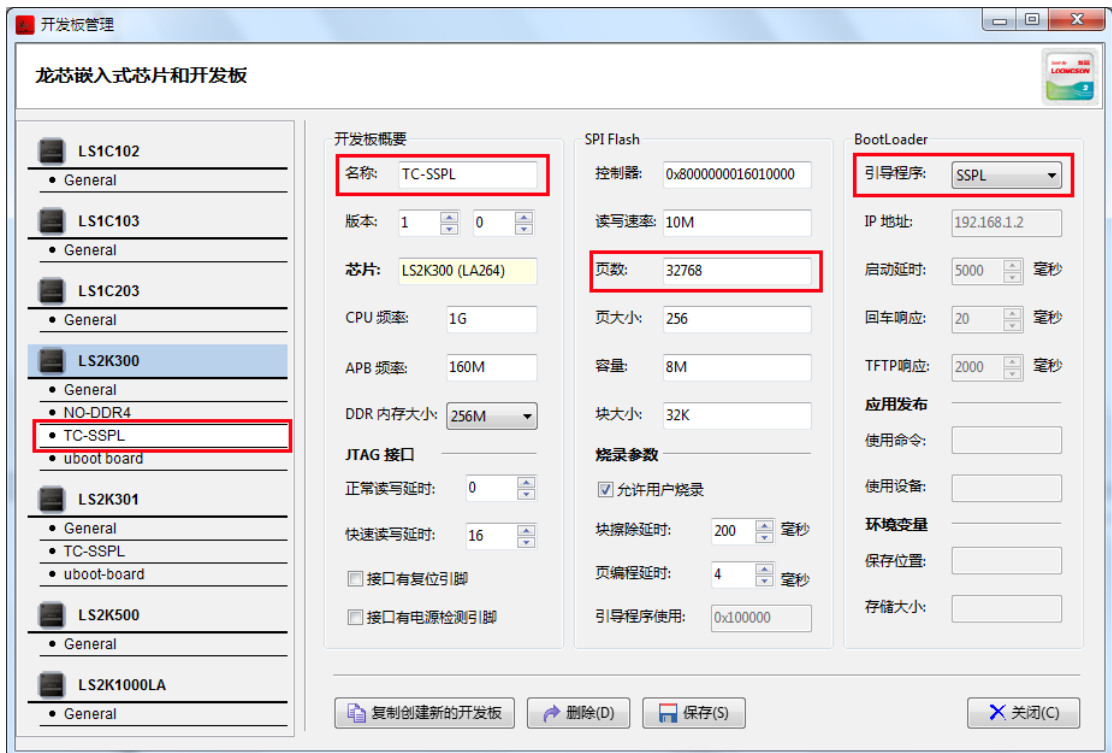 开发板管理
龙芯嵌入式芯片和开发板
LOONGSON
2
LS1C102
• General
LS1C103
• General
LS1C203
• General
LS2K300
• General
• NO-DDR4
• TC-SSPL
• uboot board
LS2K301
• General
• TC-SSPL
• uboot-board
LS2K500
• General
LS2K1000LA
• General
开发板概要
名称: TC-SSPL
版本: 1 0
芯片: LS2K300 (LA264)
CPU 频率: 1G
APB 频率: 160M
DDR 内存大小: 256M
JTAG 接口
正常读写延时: 0
快速读写延时: 16
接口有复位引脚
接口有电源检测引脚
SPI Flash
控制器: 0x8000000016010000
读写速率: 10M
页数: 32768
页大小: 256
容量: 8M
块大小: 32K
烧录参数
允许用户烧录
块擦除延时: 200 毫秒
页编程延时: 4 毫秒
引导程序使用: 0x100000
BootLoader
引导程序: SSPL
IP 地址: 192.168.1.2
启动延时: 5000 毫秒
回车响应: 20 毫秒
TFTP响应: 2000 毫秒
应用发布
使用命令:
使用设备:
环境变量
保存位置:
存储大小:
复制创建新的开发板
删除(D)
保存(S)
关闭(C)